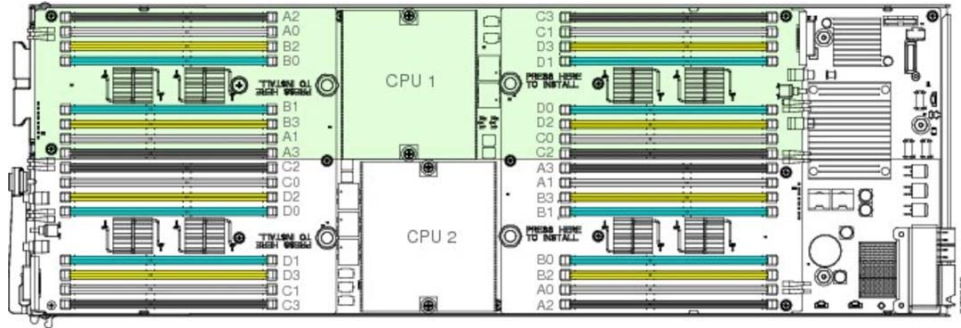 A2
A0
B2
B0
B1
B3
A1
A3
C2
C0
D2
D0
D1
D3
C1
C3
CPU 1
CPU 2
C3
C1
D3
D1
D0
D2
C0
C2
A3
A1
B3
B1
B0
B2
A0
A2
PRESS HERE
TO INSTALL
PRESS HERE
TO INSTALL
PRESS HERE
TO INSTALL
PRESS HERE
TO INSTALL